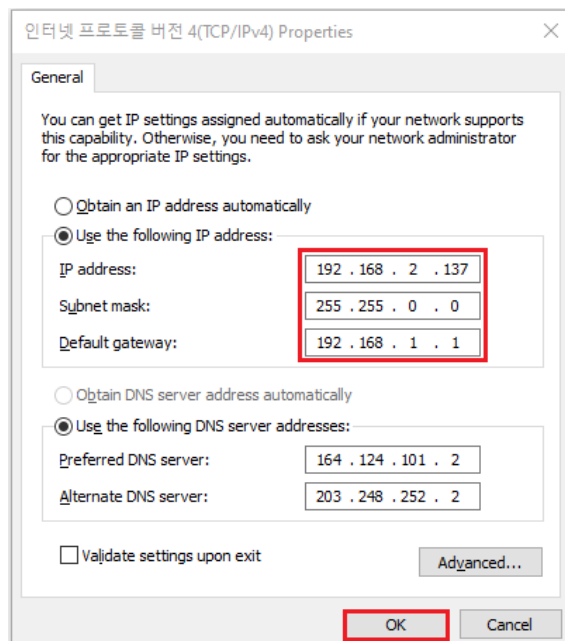 인터넷 프로토콜 버전 4(TCP/IPv4) Properties
General
You can get IP settings assigned automatically if your network supports
this capability. Otherwise, you need to ask your network administrator
for the appropriate IP settings.
Obtain an IP address automatically
Use the following IP address:
IP address: 192 . 168 . 2 . 137
Subnet mask: 255 . 255 . 0 . 0
Default gateway: 192 . 168 . 1 . 1
Obtain DNS server address automatically
Use the following DNS server addresses:
Preferred DNS server: 164 . 124 . 101 . 2
Alternate DNS server: 203 . 248 . 252 . 2
Validate settings upon exit
Advanced...
OK Cancel